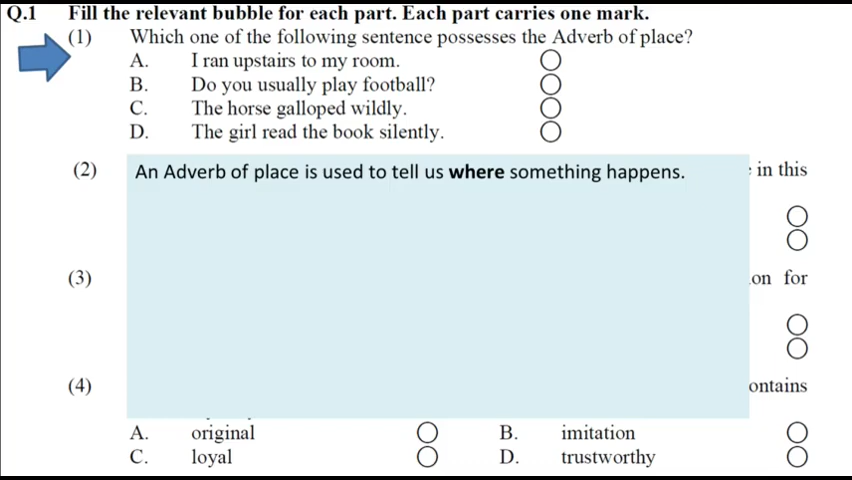 Q.1 Fill the relevant bubble for each part. Each part carries one mark.
(1) Which one of the following sentence possesses the Adverb of place?
A. I ran upstairs to my room.
B. Do you usually play football?
C. The horse galloped wildly.
D. The girl read the book silently.
(2) An Adverb of place is used to tell us where something happens. in this
(3) on for
(4) ontains
A. original B. imitation
C. loyal D. trustworthy